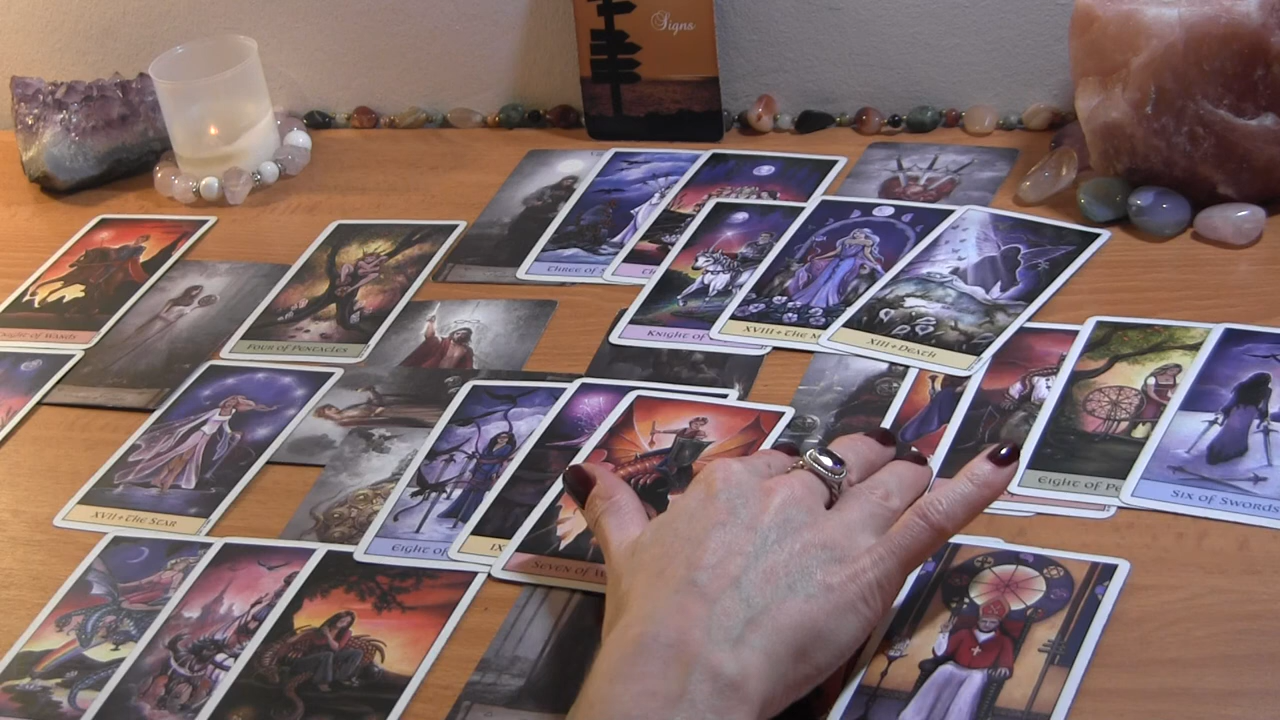 Signs
THREE OF
KNIGHT OF
XVIII • THE M
XIII • DEATH
KNIGHT OF WANDS
FOUR OF PENTACLES
XVII • THE STAR
EIGHT OF
IX
SEVEN OF W
EIGHT OF PE
SIX OF SWORDS